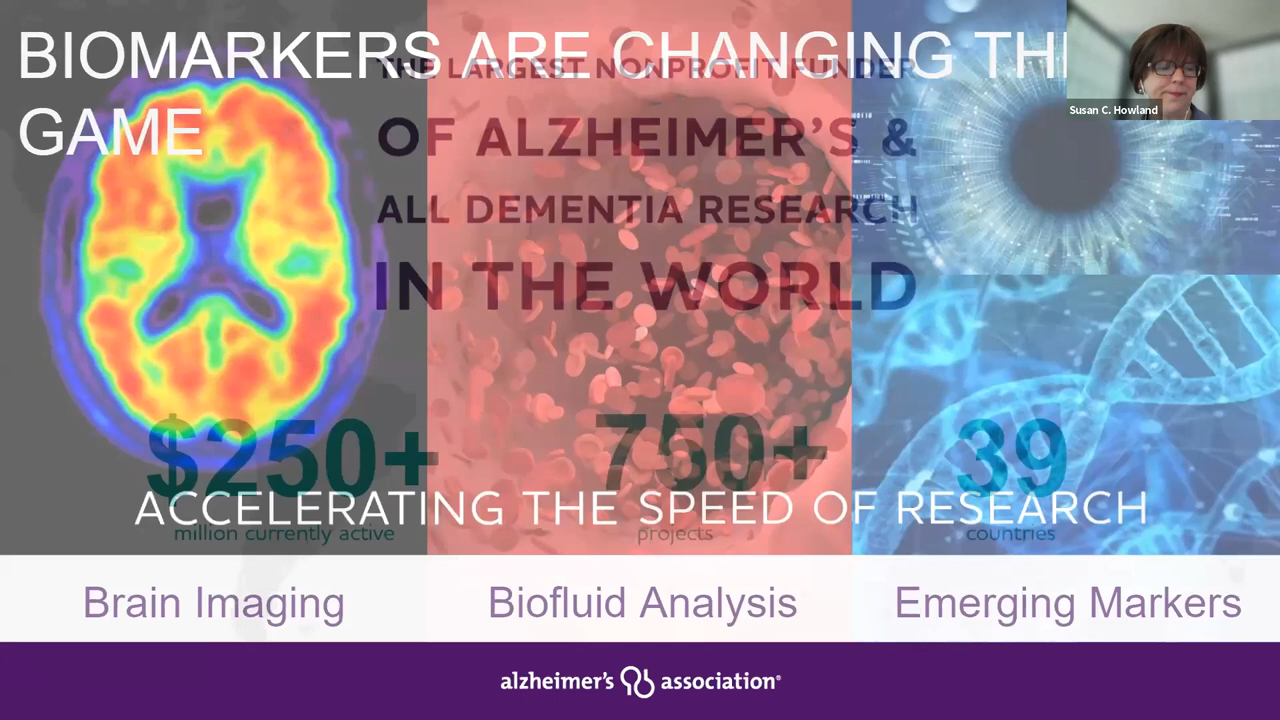 BIOMARKERS ARE CHANGING THE
GAME
Susan C. Howland
THE LARGEST NONPROFIT FUNDER
OF ALZHEIMER'S &
ALL DEMENTIA RESEARCH
IN THE WORLD
$250+ 750+ 39
ACCELERATING THE SPEED OF RESEARCH
million currently active projects countries
Brain Imaging Biofluid Analysis Emerging Markers
alzheimer's association®